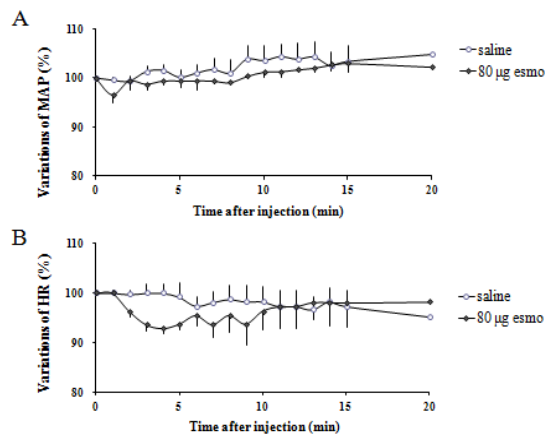 A
Variations of MAP (%)
110
100
90
80
0
5
10
15
20
Time after injection (min)
saline
80 µg esmo
B
Variations of HR (%)
110
100
90
80
0
5
10
15
20
Time after injection (min)
saline
80 µg esmo